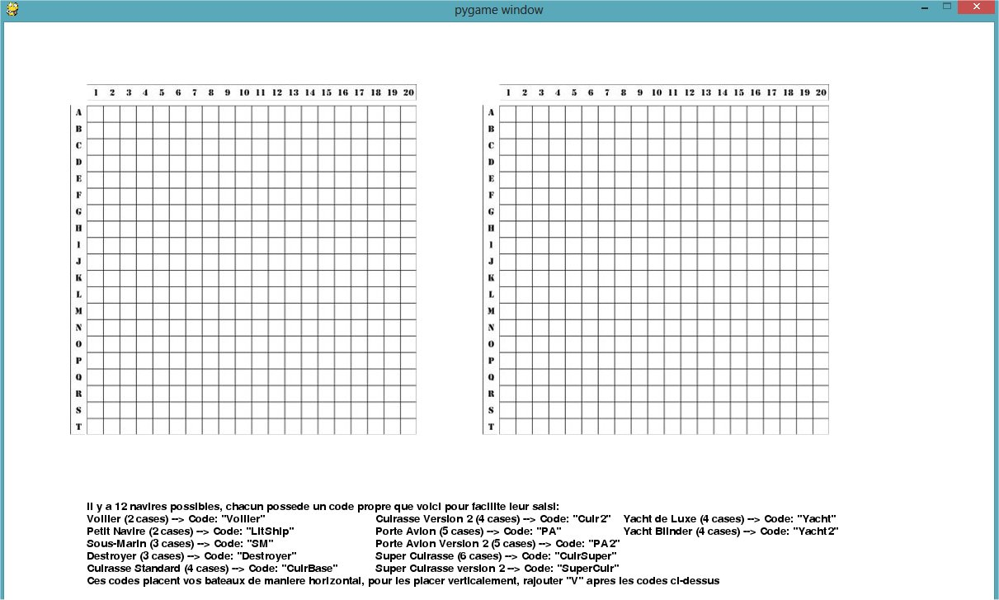 pygame window
1 2 3 4 5 6 7 8 9 10 11 12 13 14 15 16 17 18 19 20
A
B
C
D
E
F
G
H
I
J
K
L
M
N
O
P
Q
R
S
T
1 2 3 4 5 6 7 8 9 10 11 12 13 14 15 16 17 18 19 20
A
B
C
D
E
F
G
H
I
J
K
L
M
N
O
P
Q
R
S
T
Il y a 12 navires possibles, chacun possede un code propre que voici pour facilite leur saisi:
Voilier (2 cases) --> Code: "Voilier"
Petit Navire (2 cases) --> Code: "LitShip"
Sous-Marin (3 cases) --> Code: "SM"
Destroyer (3 cases) --> Code: "Destroyer"
Cuirasse Standard (4 cases) --> Code: "CuirBase"
Cuirasse Version 2 (4 cases) --> Code: "Cuir2"
Porte Avion (5 cases) --> Code: "PA"
Porte Avion Version 2 (5 cases) --> Code: "PA2"
Super Cuirasse (6 cases) --> Code: "CuirSuper"
Super Cuirasse version 2 --> Code: "SuperCuir"
Yacht de Luxe (4 cases) --> Code: "Yacht"
Yacht Blinder (4 cases) --> Code: "Yacht2"
Ces codes placent vos bateaux de maniere horizontal, pour les placer verticalement, rajouter "V" apres les codes ci-dessus